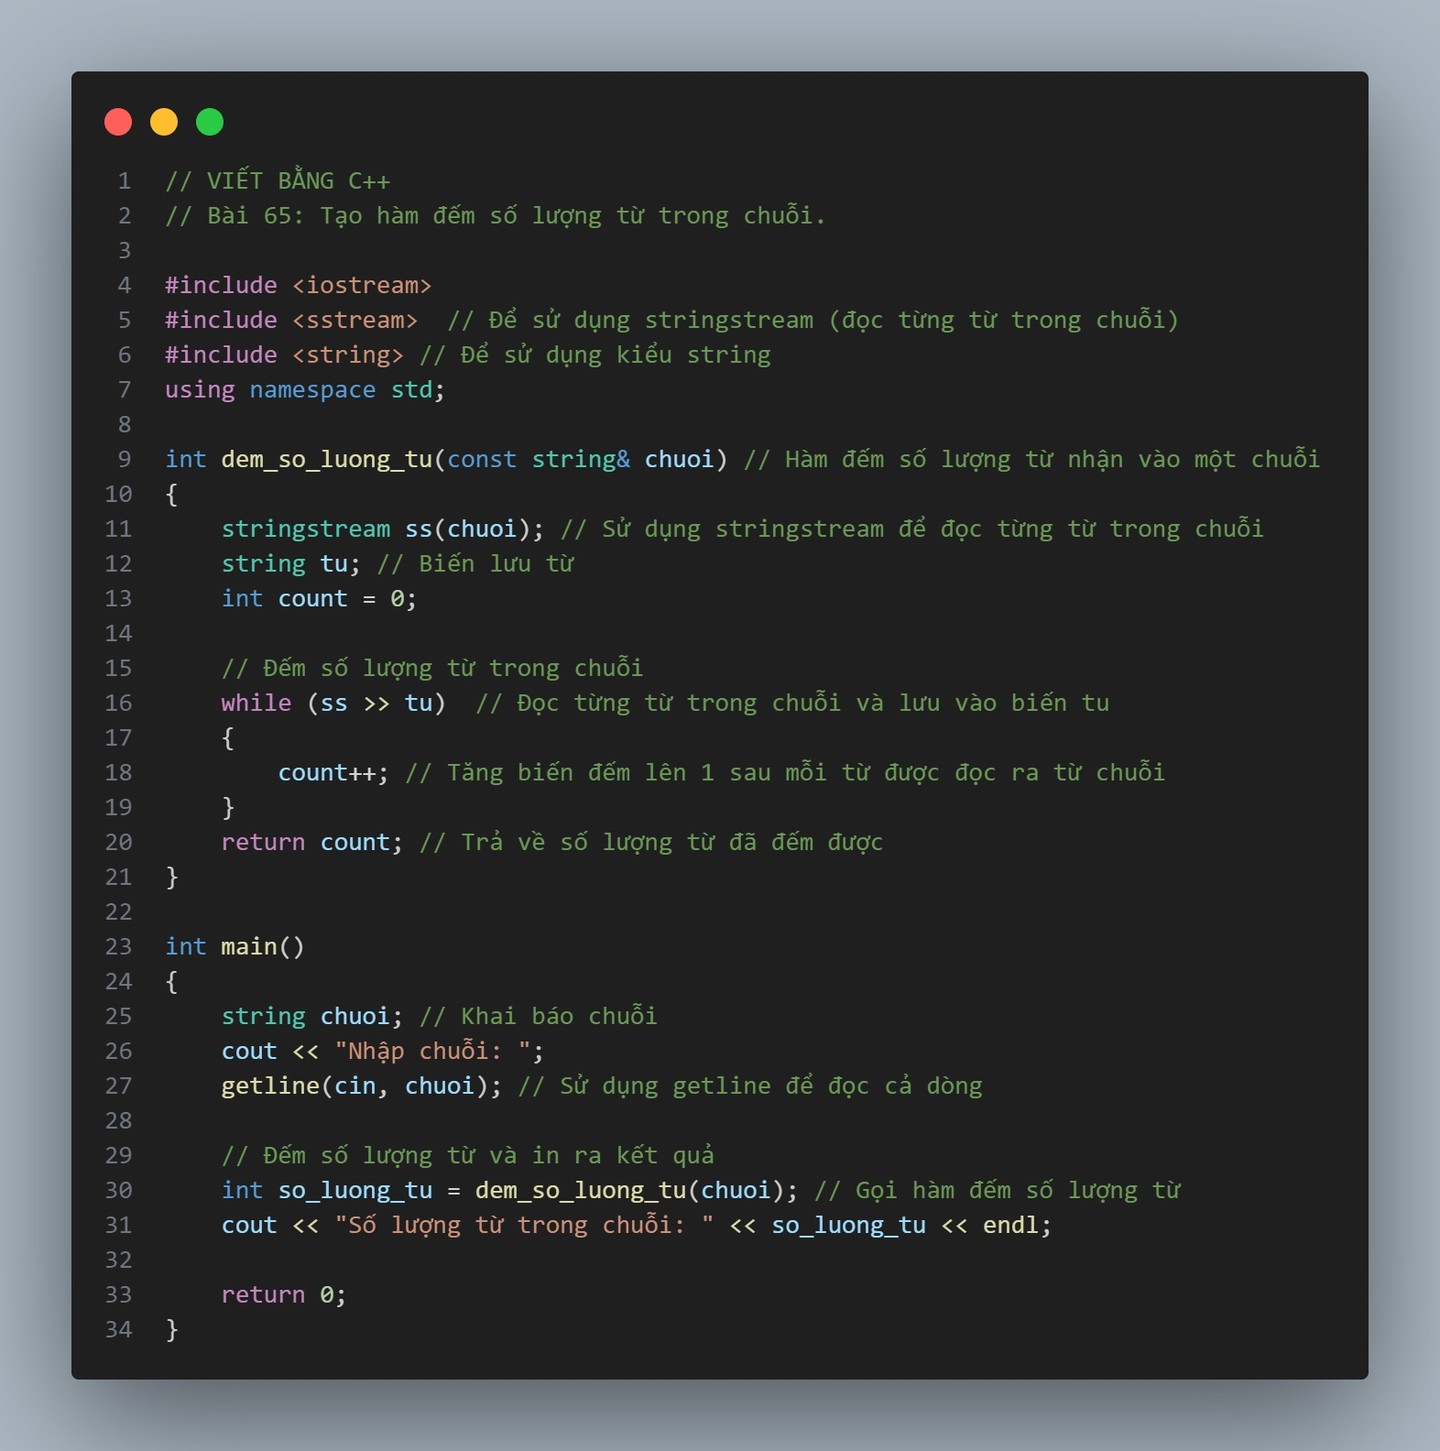 1 // VIẾT BẰNG C++
2 // Bài 65: Tạo hàm đếm số lượng từ trong chuỗi.
3
4 #include <iostream>
5 #include <sstream>  // Để sử dụng stringstream (đọc từng từ trong chuỗi)
6 #include <string> // Để sử dụng kiểu string
7 using namespace std;
8
9 int dem_so_luong_tu(const string& chuoi) // Hàm đếm số lượng từ nhận vào một chuỗi
10 {
11     stringstream ss(chuoi); // Sử dụng stringstream để đọc từng từ trong chuỗi
12     string tu; // Biến lưu từ
13     int count = 0;
14
15     // Đếm số lượng từ trong chuỗi
16     while (ss >> tu)  // Đọc từng từ trong chuỗi và lưu vào biến tu
17     {
18         count++; // Tăng biến đếm lên 1 sau mỗi từ được đọc ra từ chuỗi
19     }
20     return count; // Trả về số lượng từ đã đếm được
21 }
22
23 int main()
24 {
25     string chuoi; // Khai báo chuỗi
26     cout << "Nhập chuỗi: ";
27     getline(cin, chuoi); // Sử dụng getline để đọc cả dòng
28
29     // Đếm số lượng từ và in ra kết quả
30     int so_luong_tu = dem_so_luong_tu(chuoi); // Gọi hàm đếm số lượng từ
31     cout << "Số lượng từ trong chuỗi: " << so_luong_tu << endl;
32
33     return 0;
34 }